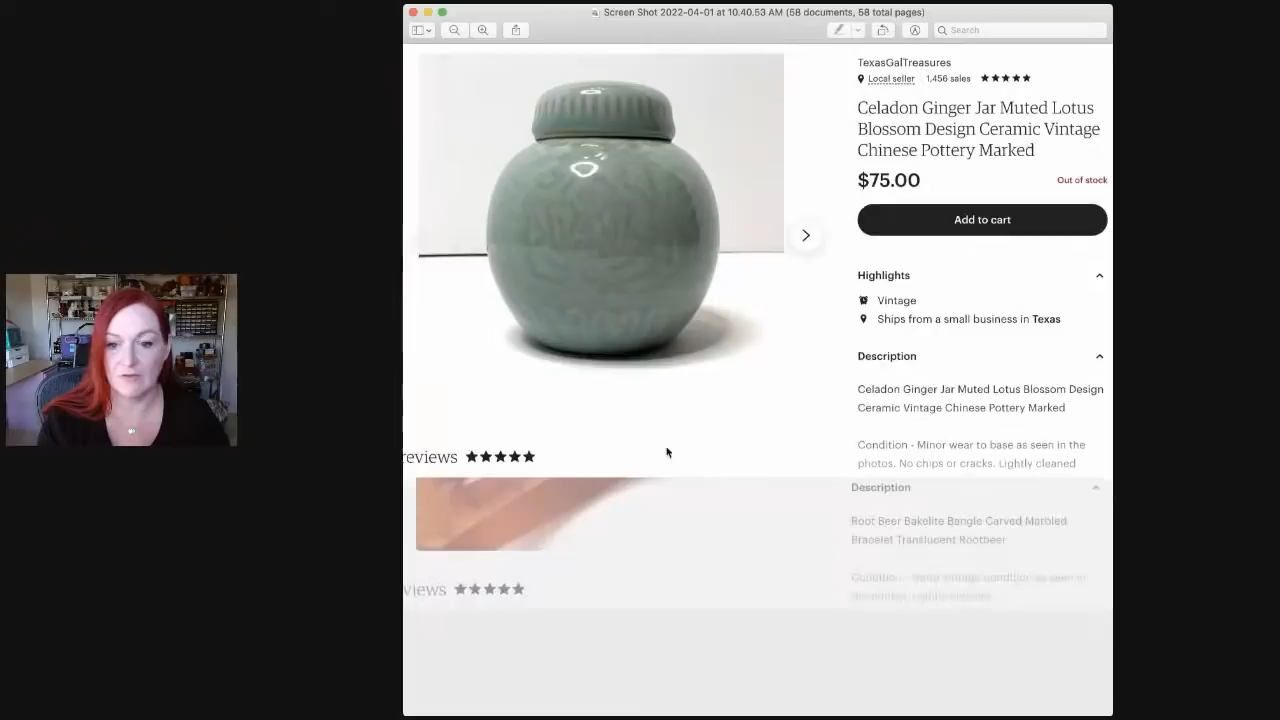 Screen Shot 2022-04-01 at 10.40.53 AM (58 documents, 58 total pages)
Search
TexasGalTreasures
Local seller 1,456 sales
Celadon Ginger Jar Muted Lotus
Blossom Design Ceramic Vintage
Chinese Pottery Marked
$75.00 Out of stock
Add to cart
Highlights
Vintage
Ships from a small business in Texas
Description
Celadon Ginger Jar Muted Lotus Blossom Design
Ceramic Vintage Chinese Pottery Marked
Condition - Minor wear to base as seen in the
photos. No chips or cracks. Lightly cleaned
reviews
Description
Root Beer Bakelite Bangle Carved Marbled
Bracelet Translucent Rootbeer
views